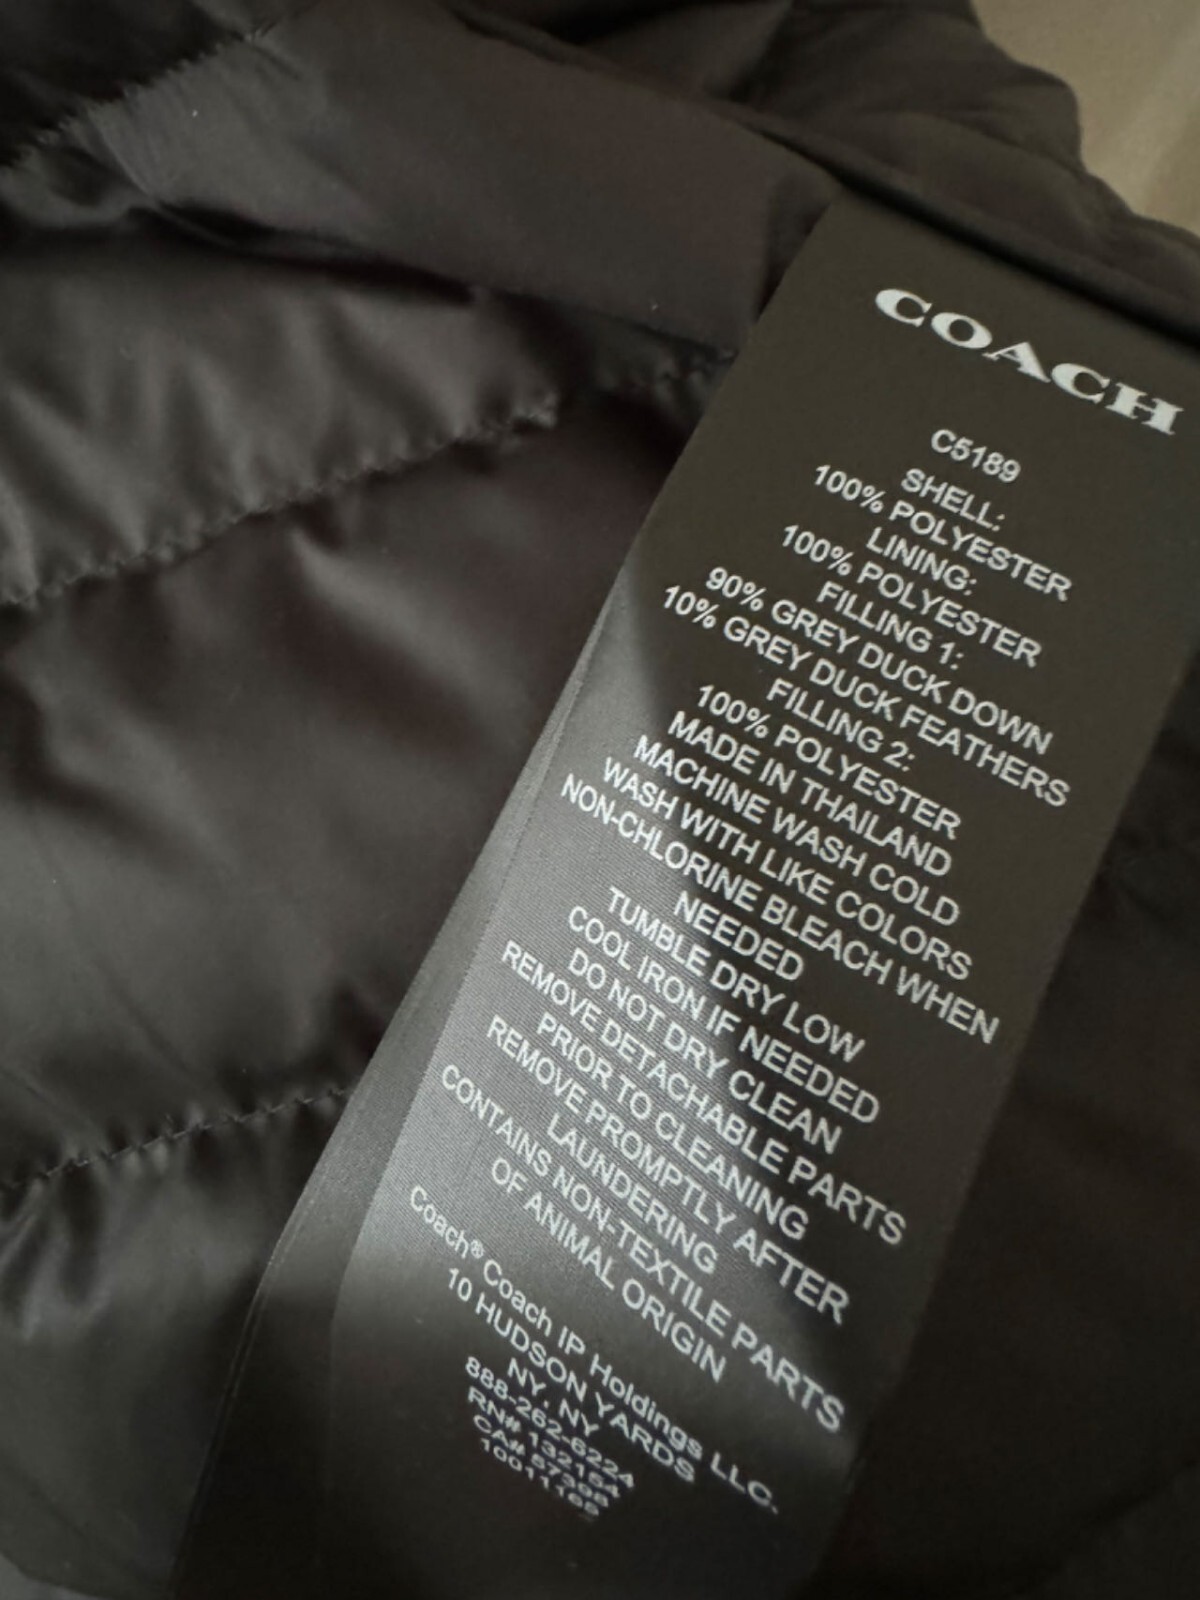 COACH
C5189
SHELL:
100% POLYESTER
LINING:
100% POLYESTER
FILLING 1:
90% GREY DUCK DOWN
10% GREY DUCK FEATHERS
FILLING 2:
100% POLYESTER
MADE IN THAILAND
MACHINE WASH COLD
WASH WITH LIKE COLORS
NON-CHLORINE BLEACH WHEN
NEEDED
TUMBLE DRY LOW
COOL IRON IF NEEDED
DO NOT DRY CLEAN
REMOVE DETACHABLE PARTS
PRIOR TO CLEANING
REMOVE PROMPTLY AFTER
LAUNDERING
CONTAINS NON-TEXTILE PARTS
OF ANIMAL ORIGIN
Coach® Coach IP Holdings LLC.
10 HUDSON YARDS
NY, NY
888-262-6224
RN# 132154
CA# 57398
10011165